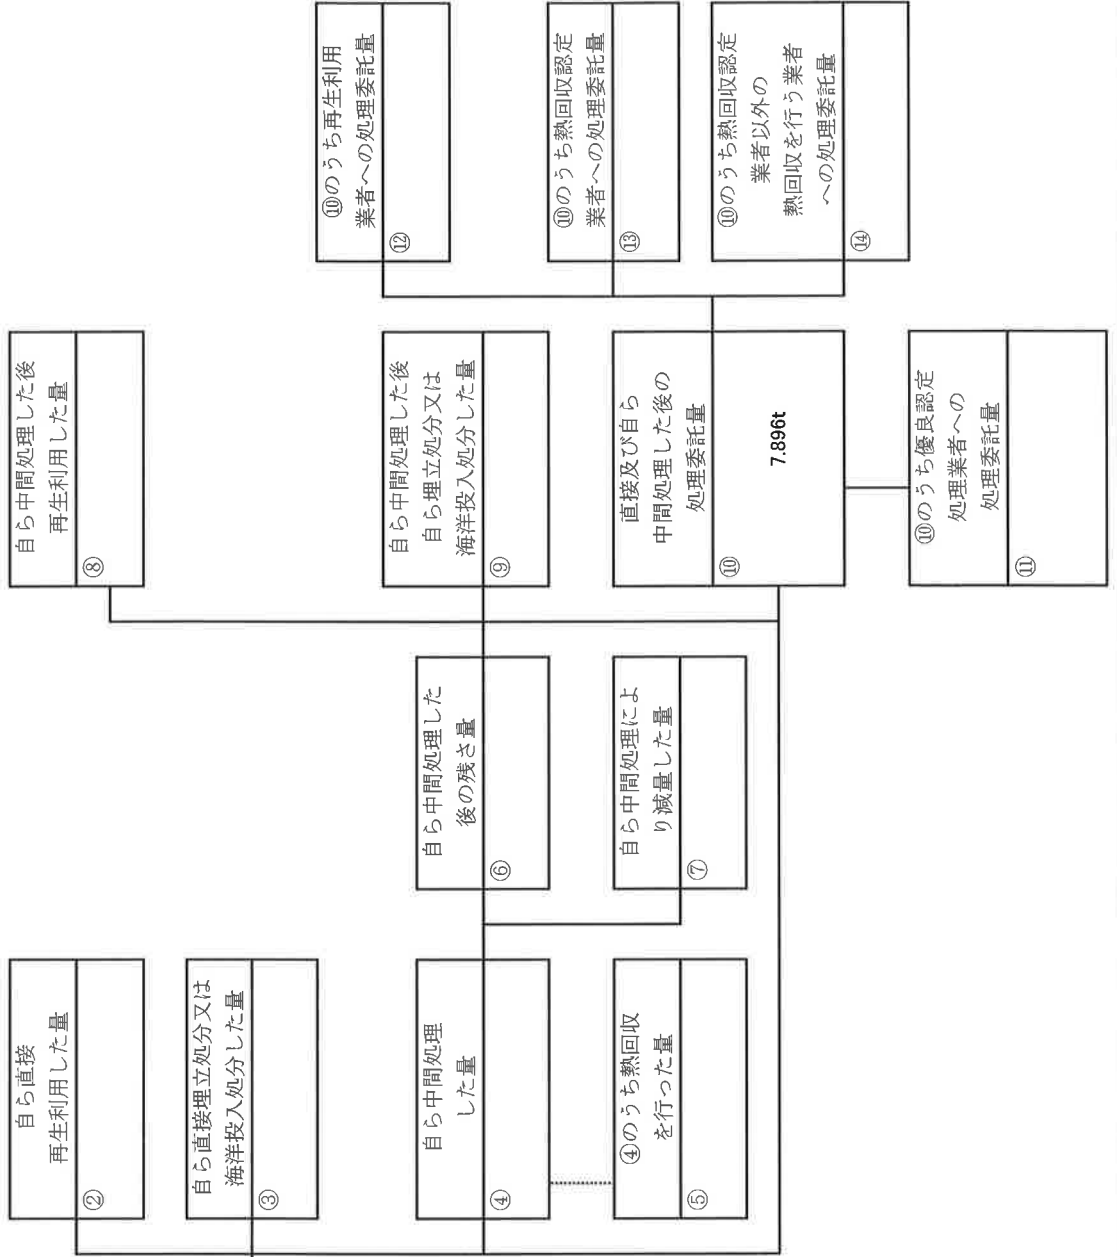 自ら直接
再生利用した量
②
自ら直接埋立処分又は
海洋投入処分した量
③
自ら中間処理
した量
④
④のうち熱回収
を行った量
⑤
自ら中間処理した
後の残さ量
⑥
自ら中間処理によ
り減量した量
⑦
自ら中間処理した後
再生利用した量
⑧
自ら中間処理した後
自ら埋立処分又は
海洋投入処分した量
⑨
直接及び自ら
中間処理した後の
処理委託量
⑩
7.896t
⑩のうち優良認定
処理業者への
処理委託量
⑪
⑩のうち再生利用
業者への処理委託量
⑫
⑩のうち熱回収認定
業者への処理委託量
⑬
⑩のうち熱回収認定
業者以外の
熱回収を行う業者
への処理委託量
⑭